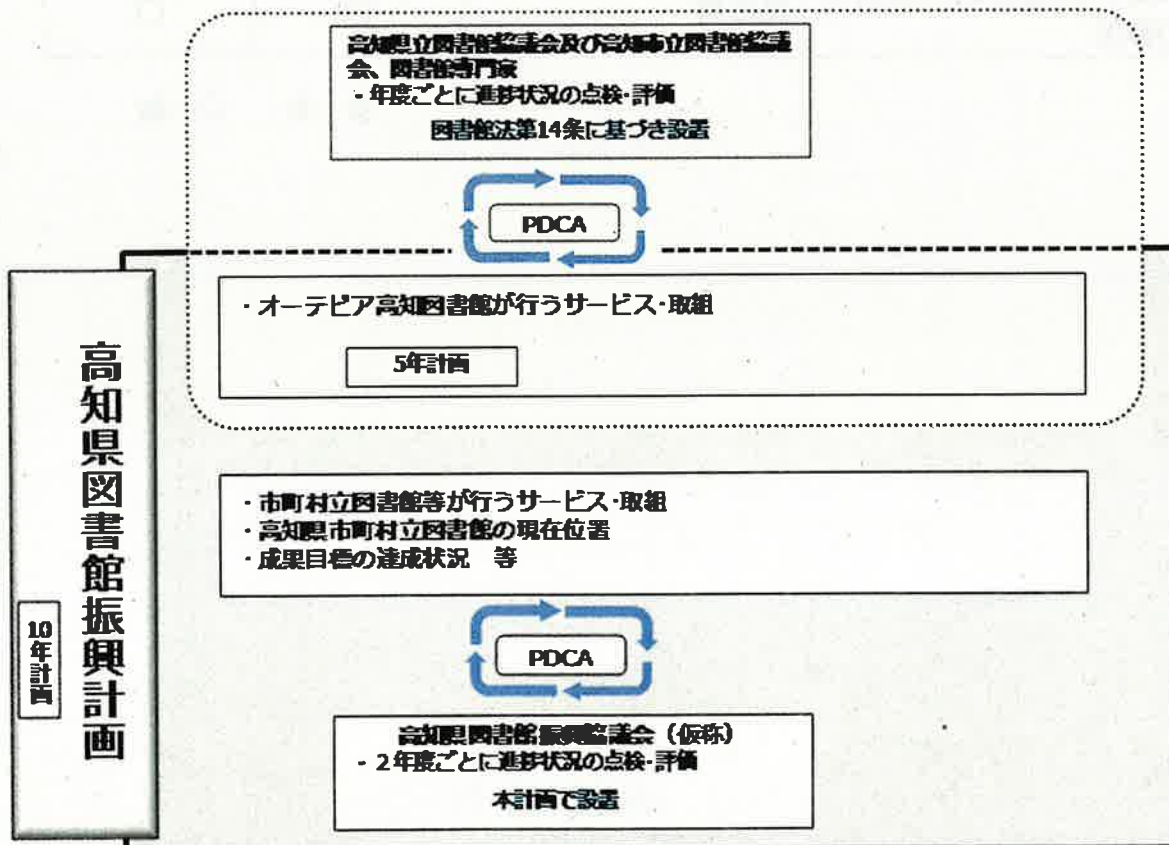 高知県立図書館協議会及び高知市立図書館協議
会、図書館専門家
・年度ごとに進捗状況の点検・評価
図書館法第14条に基づき設置
PDCA
・オーテピア高知図書館が行うサービス・取組
5年計画
高知県図書館振興計画
10年計画
・市町村立図書館等が行うサービス・取組
・高知県市町村立図書館の現在位置
・成果目標の達成状況　等
PDCA
高知県図書館振興協議会（仮称）
・２年度ごとに進捗状況の点検・評価
本計画で設置